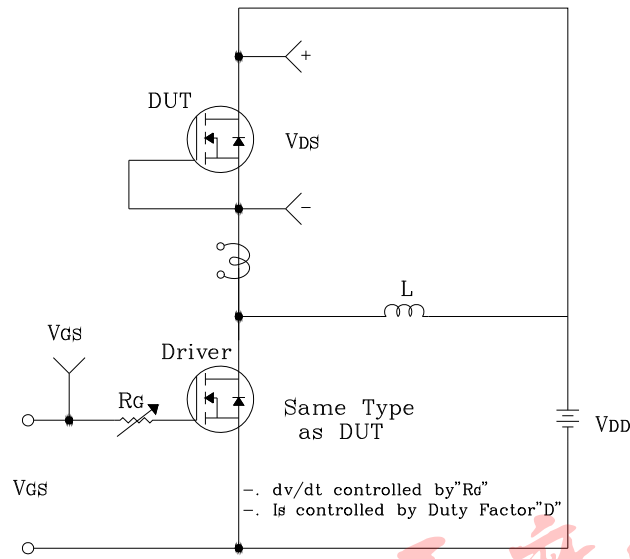 +
DUT
VDS
-
L
VGS
Driver
RG
Same Type
as DUT
VDD
VGS
-. dv/dt controlled by"RG"
-. Is controlled by Duty Factor"D"